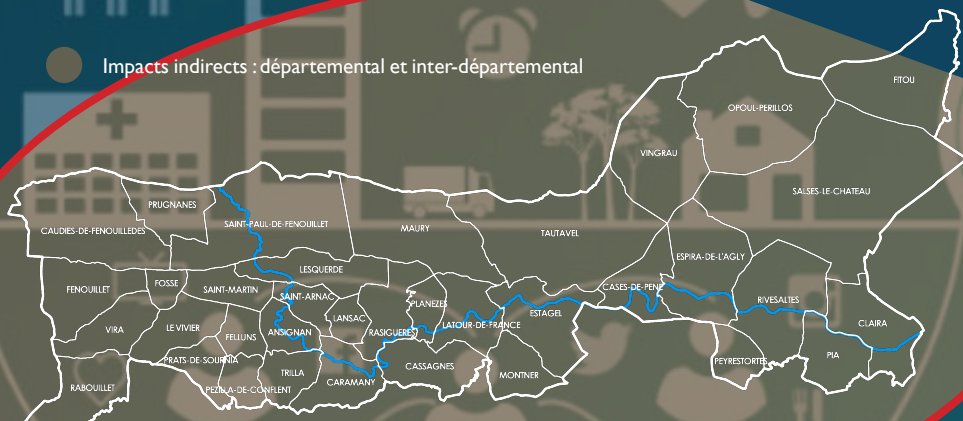 Impacts indirects : départemental et inter-départemental
FITOU
OPOUL-PERILLOS
VINGRAU
SALSES-LE-CHATEAU
PRUGNANES
SAINT-PAUL-DE-FENOUILLET
CAUDIES-DE-FENOUILLEDES
MAURY
TAUTAVEL
ESPIRA-DE-L'AGLY
LESQUERDE
FENOUILLET
FOSSE
SAINT-MARTIN
SAINT-ARNAC
CASES-DE-PENE
RIVESALTES
PLANEZES
ESTAGEL
LANSAC
CLAIRA
VIRA
LE VIVIER
FELLUNS
ANSIGNAN
RASIGUERES
LATOUR-DE-FRANCE
PIA
PRATS-DE-SOURNIA
PEYRESTORTES
CASSAGNES
TRILLA
MONTNER
CARAMANY
RABOUILLET
PEZILLA-DE-CONFLENT